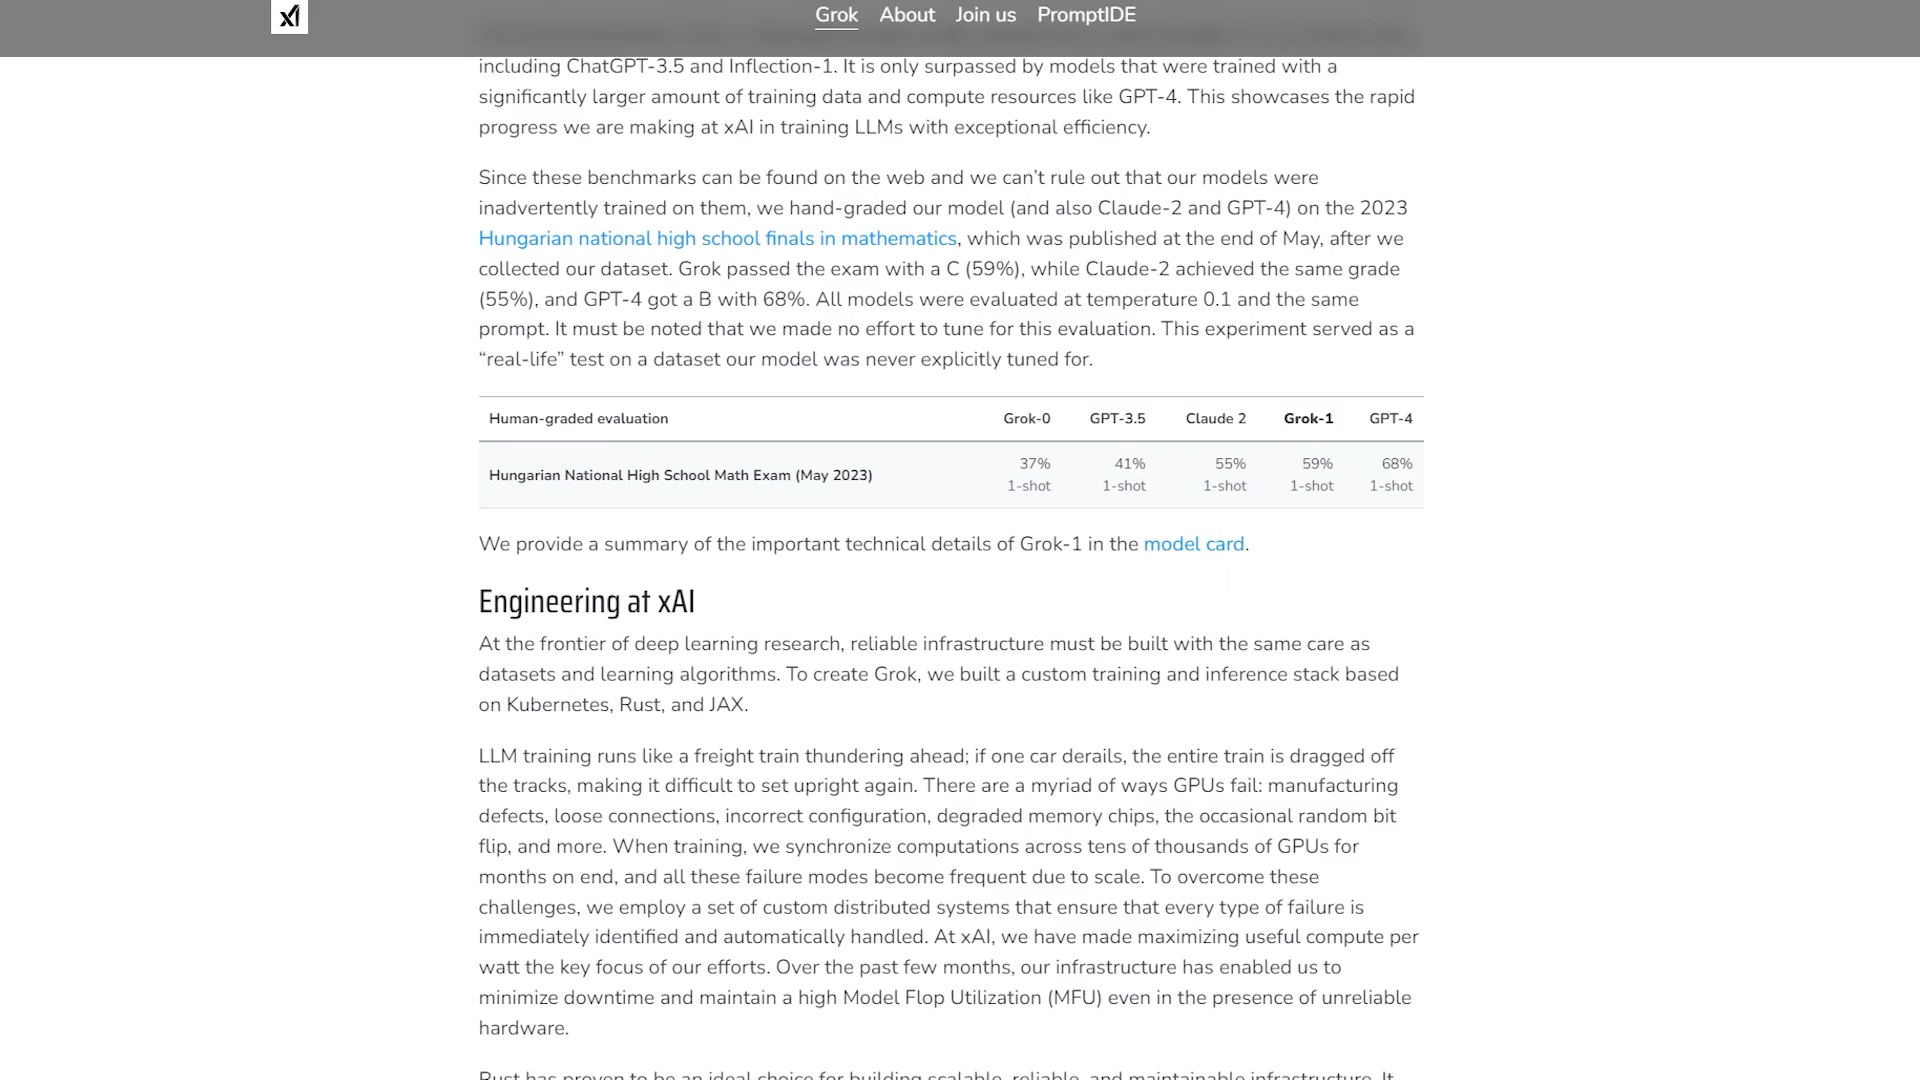 xI
Grok About Join us PromptIDE
including ChatGPT-3.5 and Inflection-1. It is only surpassed by models that were trained with a
significantly larger amount of training data and compute resources like GPT-4. This showcases the rapid
progress we are making at xAI in training LLMs with exceptional efficiency.
Since these benchmarks can be found on the web and we can’t rule out that our models were
inadvertently trained on them, we hand-graded our model (and also Claude-2 and GPT-4) on the 2023
Hungarian national high school finals in mathematics, which was published at the end of May, after we
collected our dataset. Grok passed the exam with a C (59%), while Claude-2 achieved the same grade
(55%), and GPT-4 got a B with 68%. All models were evaluated at temperature 0.1 and the same
prompt. It must be noted that we made no effort to tune for this evaluation. This experiment served as a
“real-life” test on a dataset our model was never explicitly tuned for.
Human-graded evaluation Grok-0 GPT-3.5 Claude 2 Grok-1 GPT-4
Hungarian National High School Math Exam (May 2023) 37% 41% 55% 59% 68%
1-shot 1-shot 1-shot 1-shot 1-shot
We provide a summary of the important technical details of Grok-1 in the model card.
Engineering at xAI
At the frontier of deep learning research, reliable infrastructure must be built with the same care as
datasets and learning algorithms. To create Grok, we built a custom training and inference stack based
on Kubernetes, Rust, and JAX.
LLM training runs like a freight train thundering ahead; if one car derails, the entire train is dragged off
the tracks, making it difficult to set upright again. There are a myriad of ways GPUs fail: manufacturing
defects, loose connections, incorrect configuration, degraded memory chips, the occasional random bit
flip, and more. When training, we synchronize computations across tens of thousands of GPUs for
months on end, and all these failure modes become frequent due to scale. To overcome these
challenges, we employ a set of custom distributed systems that ensure that every type of failure is
immediately identified and automatically handled. At xAI, we have made maximizing useful compute per
watt the key focus of our efforts. Over the past few months, our infrastructure has enabled us to
minimize downtime and maintain a high Model Flop Utilization (MFU) even in the presence of unreliable
hardware.
Rust has proven to be an ideal choice for building scalable, reliable, and maintainable infrastructure. It